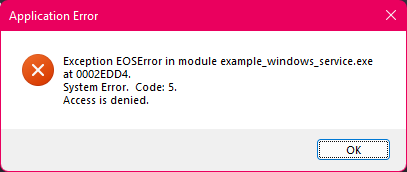 Application Error
Exception EOSError in module example_windows_service.exe
at 0002EDD4.
System Error.  Code: 5.
Access is denied.
OK